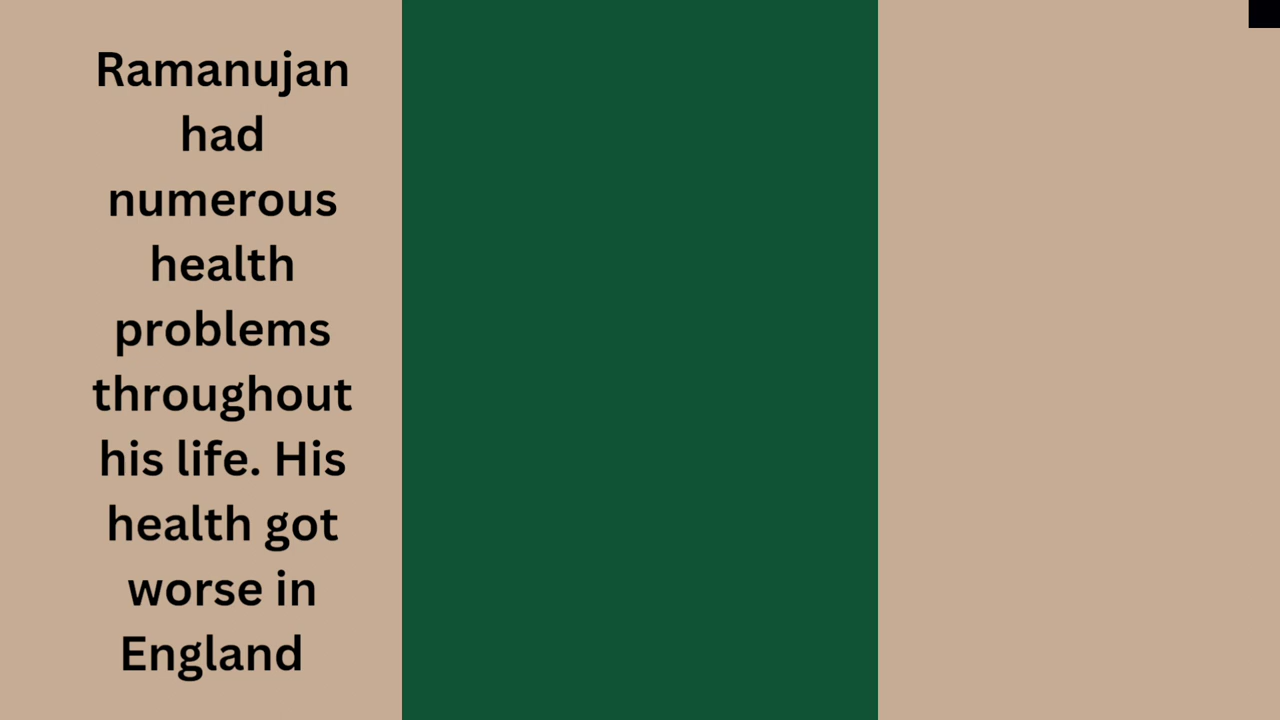 Ramanujan
had
numerous
health
problems
throughout
his life. His
health got
worse in
England